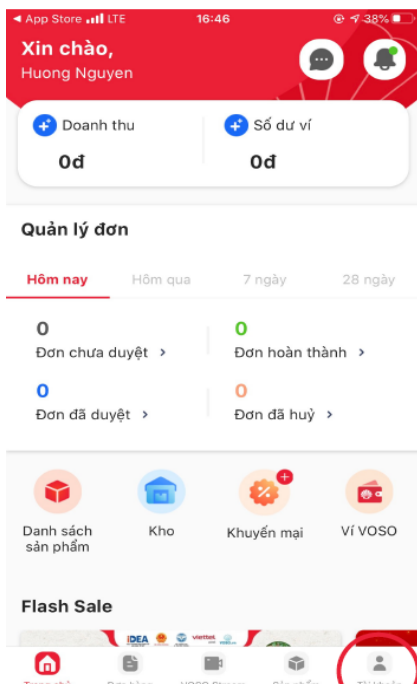 ◀ App Store LTE 16:46 38%
Xin chào,
Huong Nguyen
Doanh thu
0đ
Số dư ví
0đ
Quản lý đơn
Hôm nay Hôm qua 7 ngày 28 ngày
0
Đơn chưa duyệt >
0
Đơn hoàn thành >
0
Đơn đã duyệt >
0
Đơn đã huỷ >
Danh sách
sản phẩm
Kho
Khuyến mại
Ví VOSO
Flash Sale
IDEA viettel